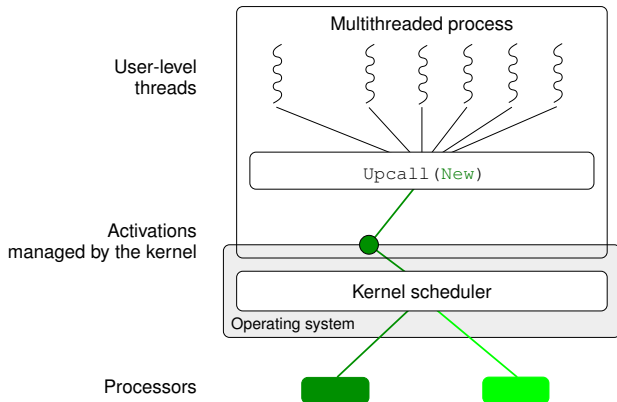 Multithreaded process
User-level
threads
Upcall(New)
Activations
managed by the kernel
Kernel scheduler
Operating system
Processors